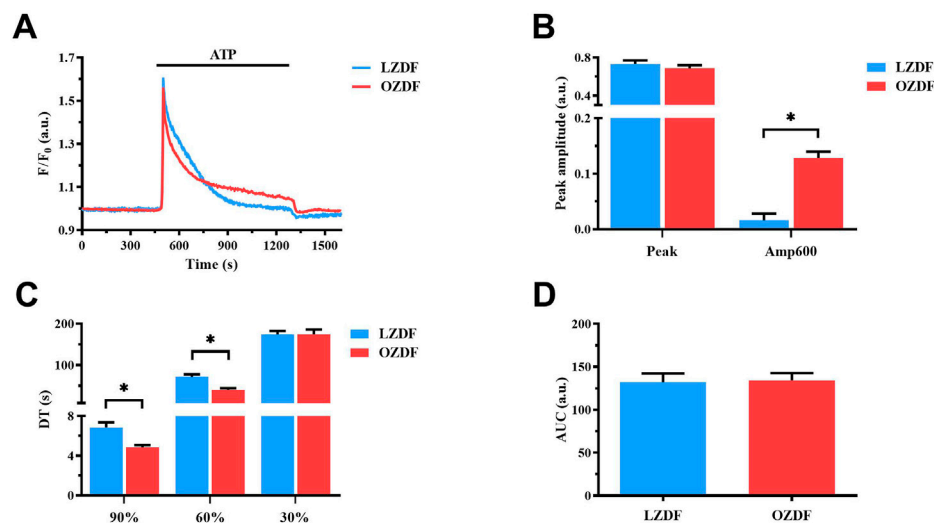 A
ATP
LZDF
OZDF
F/F0 (a.u.)
1.7
1.5
1.3
1.1
0.9
0
300
600
900
1200
1500
Time (s)
B
LZDF
OZDF
Peak amplitude (a.u.)
0.8
0.4
0.2
0.1
0.0
*
Peak
Amp600
C
LZDF
OZDF
DT (s)
200
100
8
4
0
*
*
90%
60%
30%
D
AUC (a.u.)
200
150
100
50
0
LZDF
OZDF